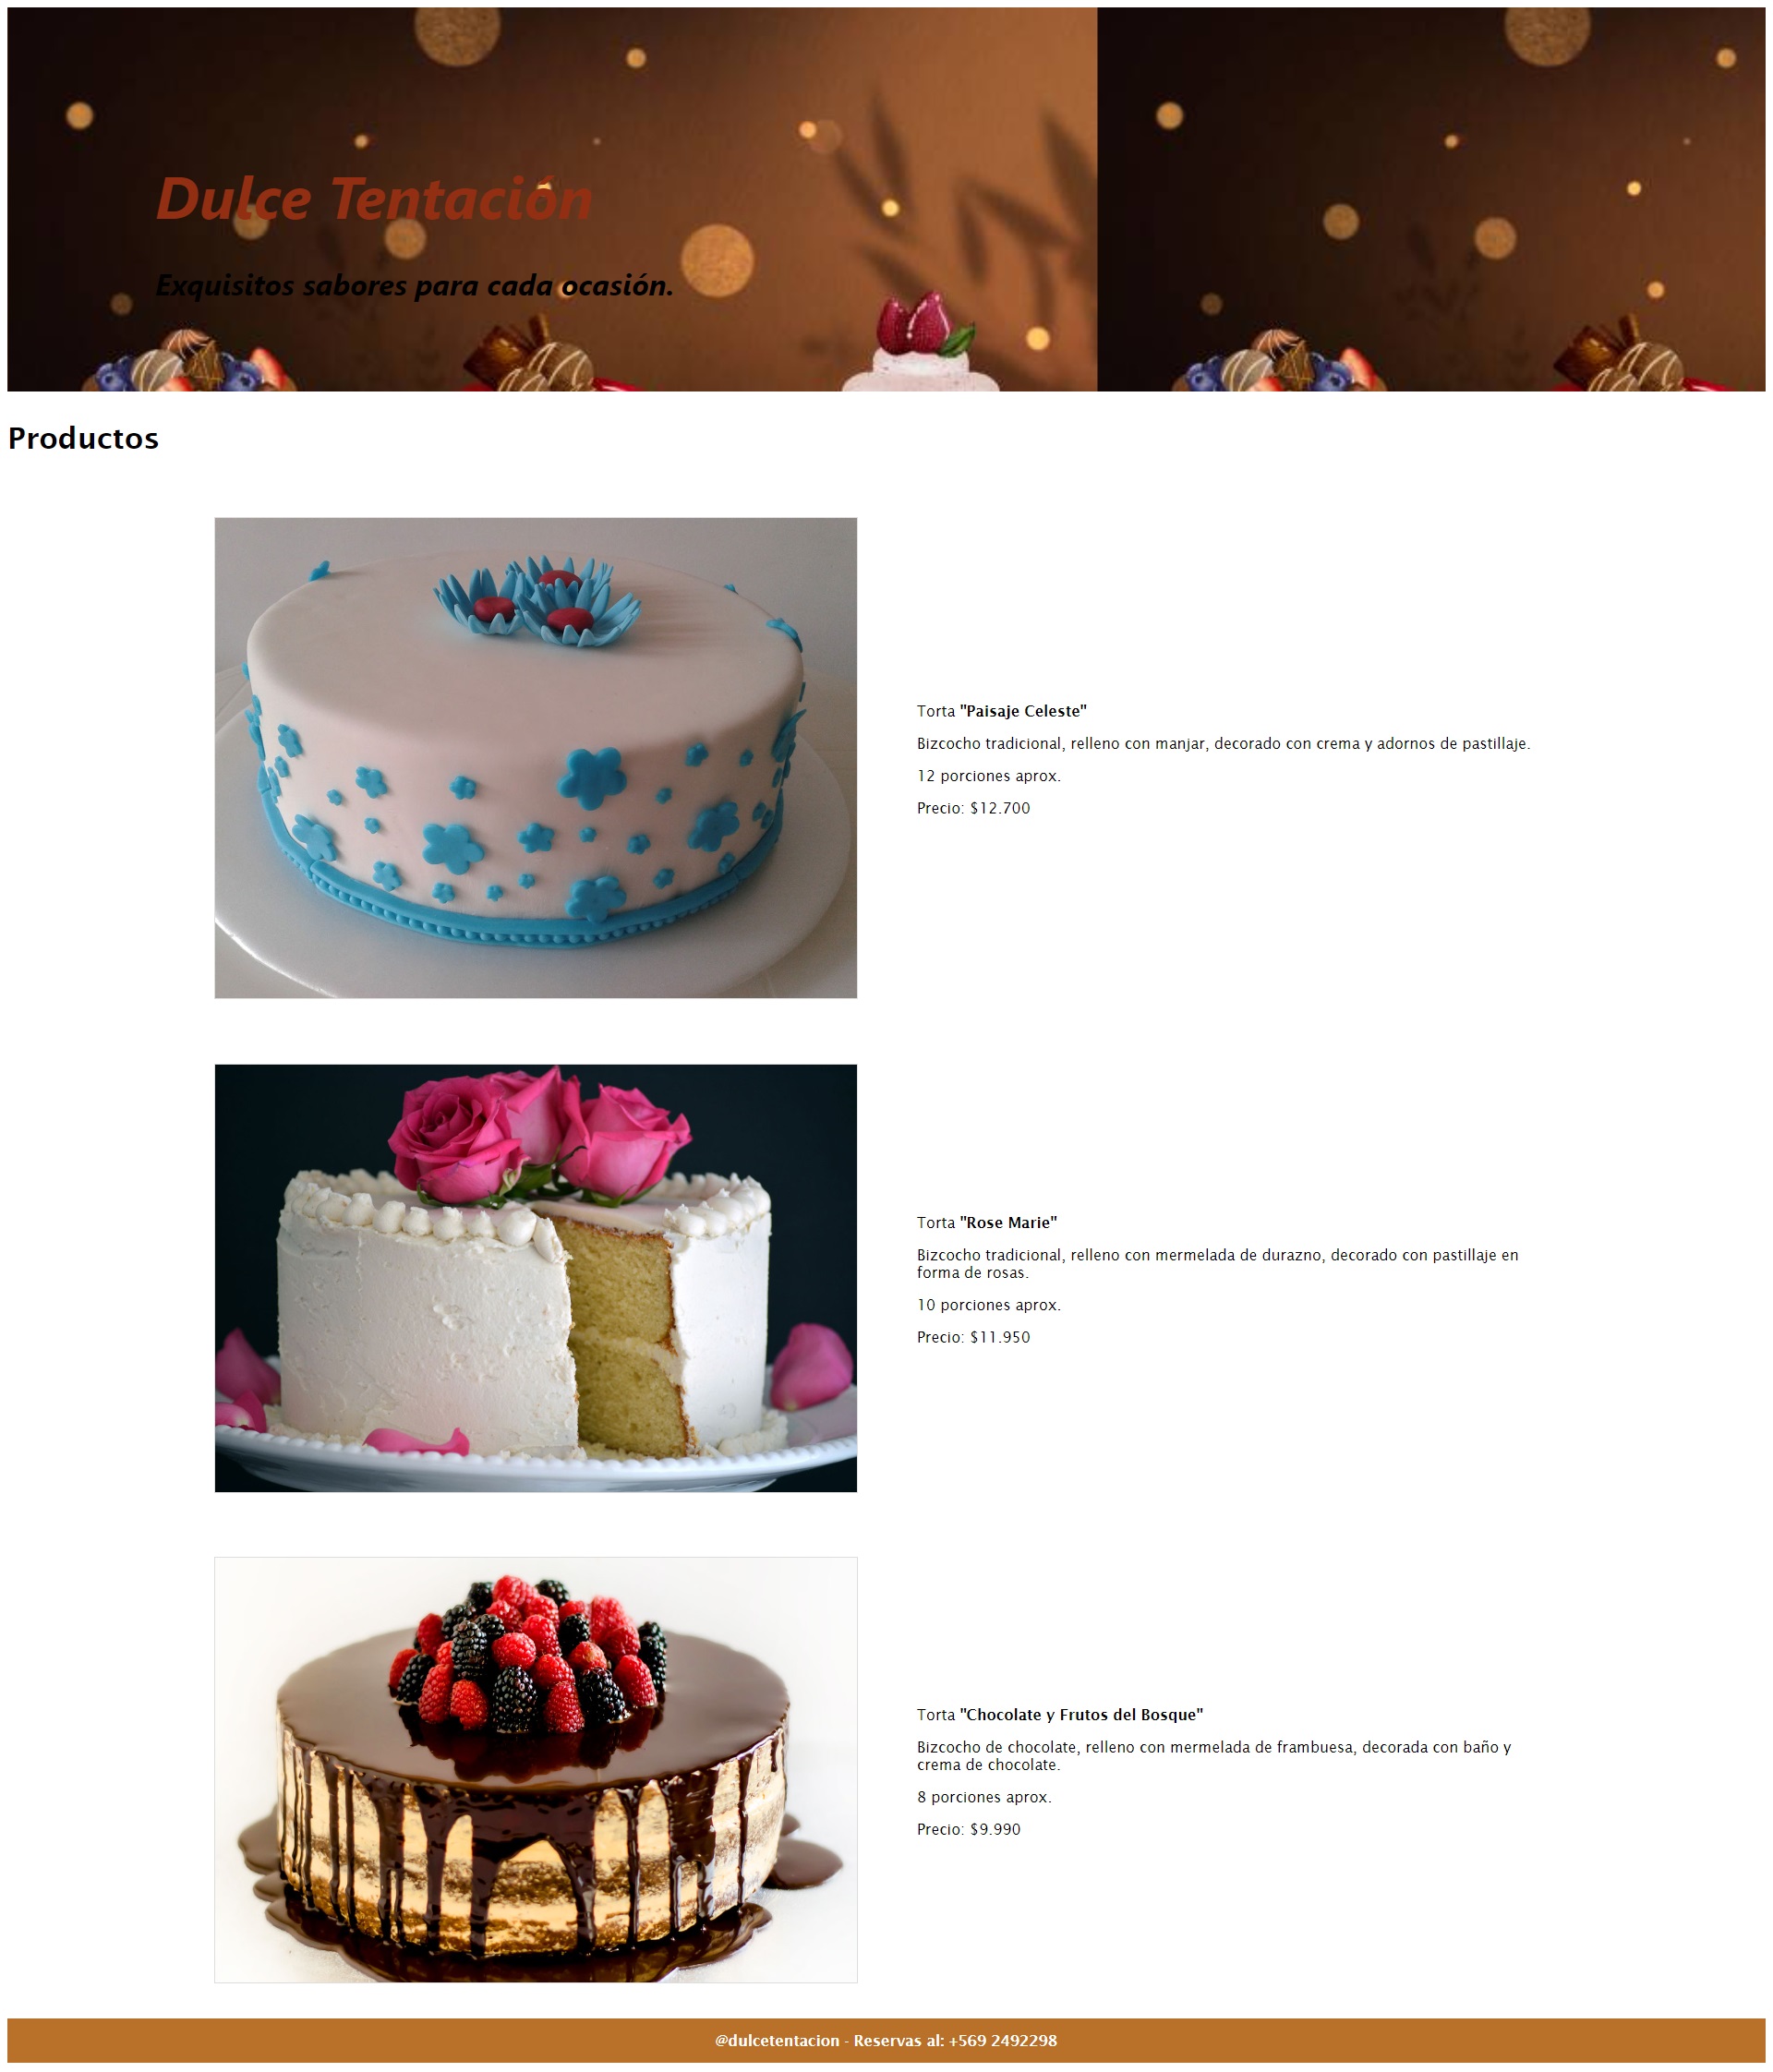 Dulce Tentación
Exquisitos sabores para cada ocasión.
Productos
Torta "Paisaje Celeste"
Bizcocho tradicional, relleno con manjar, decorado con crema y adornos de pastillaje.
12 porciones aprox.
Precio: $12.700
Torta "Rose Marie"
Bizcocho tradicional, relleno con mermelada de durazno, decorado con pastillaje en
forma de rosas.
10 porciones aprox.
Precio: $11.950
Torta "Chocolate y Frutos del Bosque"
Bizcocho de chocolate, relleno con mermelada de frambuesa, decorada con baño y
crema de chocolate.
8 porciones aprox.
Precio: $9.990
@dulcetentacion - Reservas al: +569 2492298